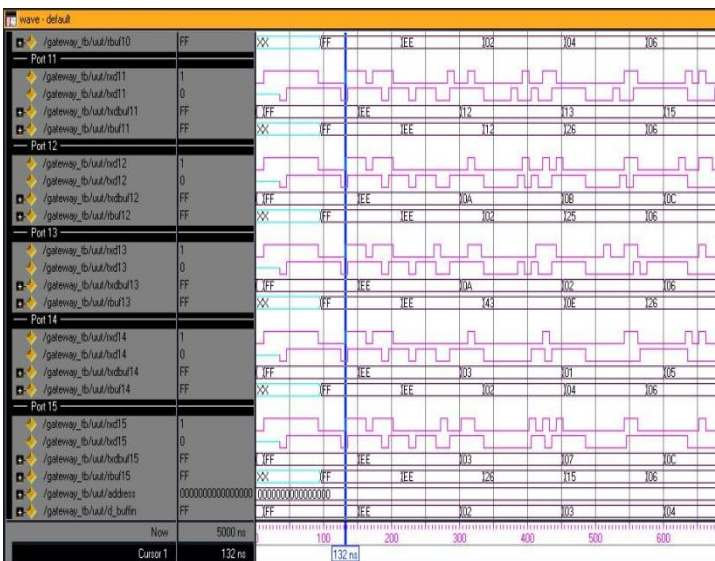 wave - default
/gateway_tb/uut/rbuf10 FF XX FF EE 02 04 06
Port 11
/gateway_tb/uut/rxd11 1
/gateway_tb/uut/txd11 0
/gateway_tb/uut/txdbuf11 FF FF EE 12 13 15
/gateway_tb/uut/rbuf11 FF XX FF EE 12 26 06
Port 12
/gateway_tb/uut/rxd12 1
/gateway_tb/uut/txd12 0
/gateway_tb/uut/txdbuf12 FF FF EE 0A 0B 0C
/gateway_tb/uut/rbuf12 FF XX FF EE 02 25 06
Port 13
/gateway_tb/uut/rxd13 1
/gateway_tb/uut/txd13 0
/gateway_tb/uut/txdbuf13 FF FF EE 0A 02 06
/gateway_tb/uut/rbuf13 FF XX FF EE 43 0E 26
Port 14
/gateway_tb/uut/rxd14 1
/gateway_tb/uut/txd14 0
/gateway_tb/uut/txdbuf14 FF FF EE 03 01 05
/gateway_tb/uut/rbuf14 FF XX FF EE 02 04 06
Port 15
/gateway_tb/uut/rxd15 1
/gateway_tb/uut/txd15 0
/gateway_tb/uut/txdbuf15 FF FF EE 03 07 0C
/gateway_tb/uut/rbuf15 FF XX FF EE 26 15 06
/gateway_tb/uut/address 0000000000000000 0000000000000000
/gateway_tb/uut/d_buffin FF FF EE 02 03 04
Now 5000 ns 0 100 200 300 400 500 600
Cursor 1 132 ns 132 ns